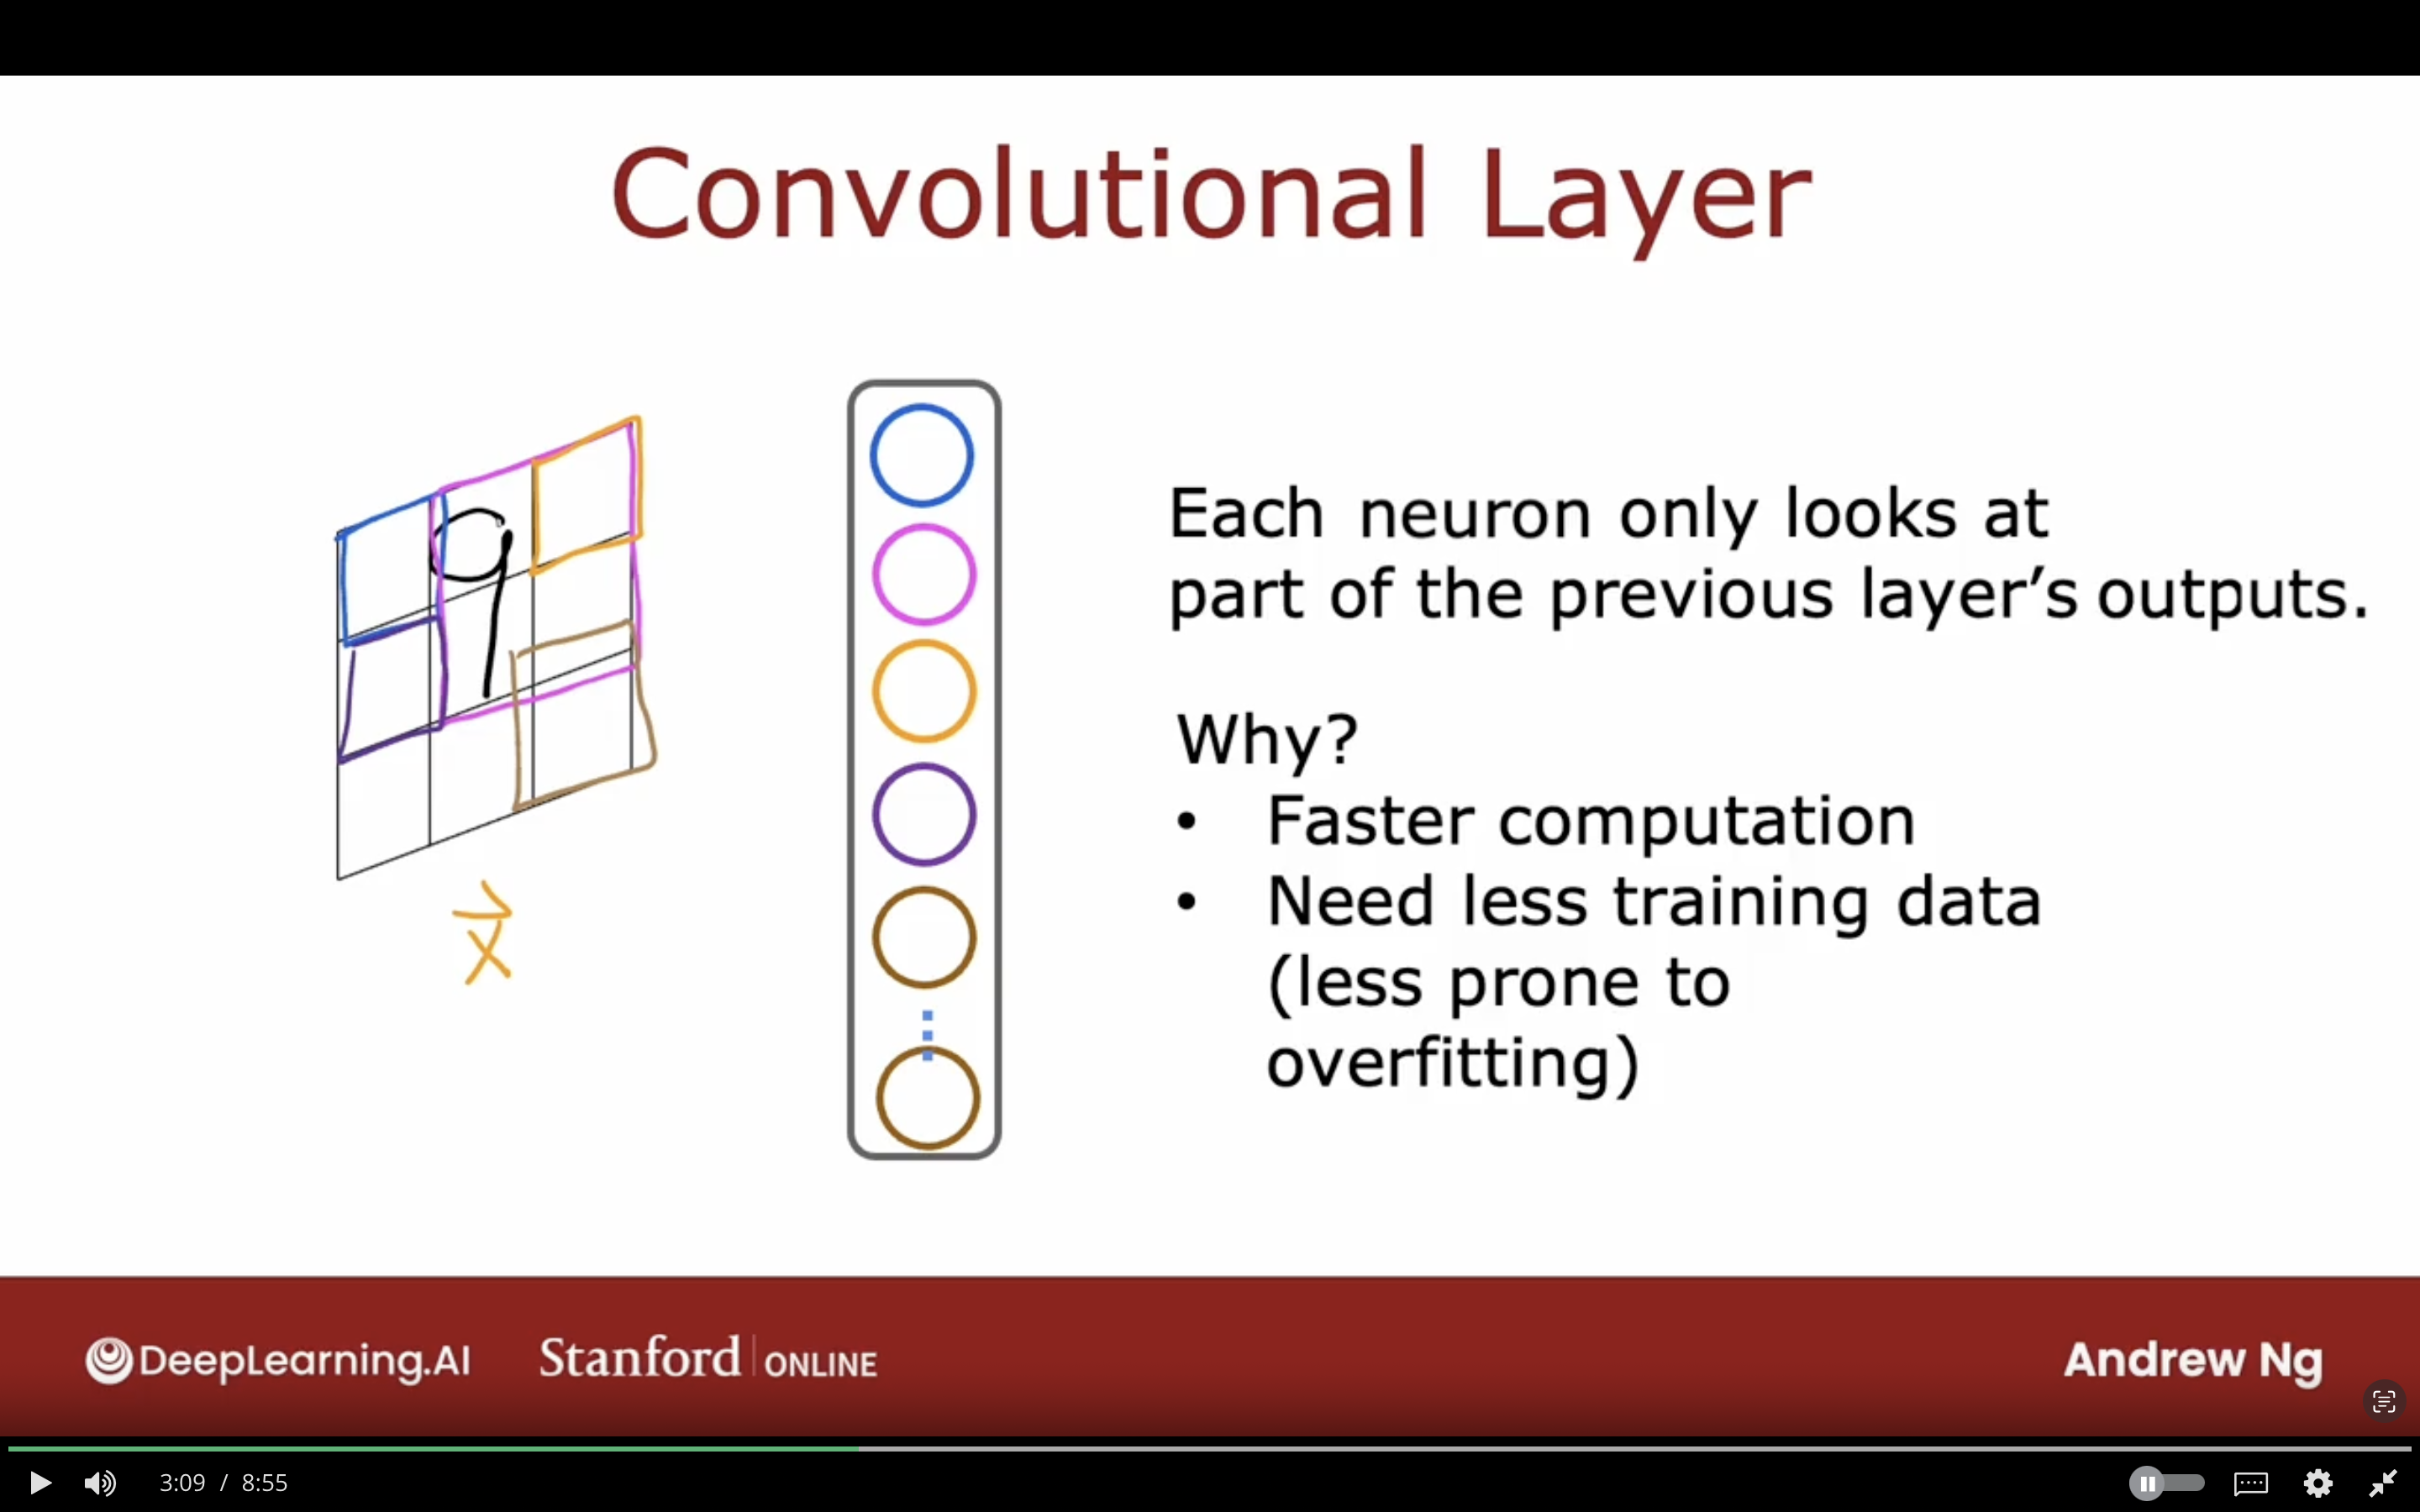 Convolutional Layer
9
x⃗
Each neuron only looks at
part of the previous layer’s outputs.
Why?
• Faster computation
• Need less training data
(less prone to
overfitting)
DeepLearning.AI
Stanford | ONLINE
Andrew Ng
3:09 / 8:55